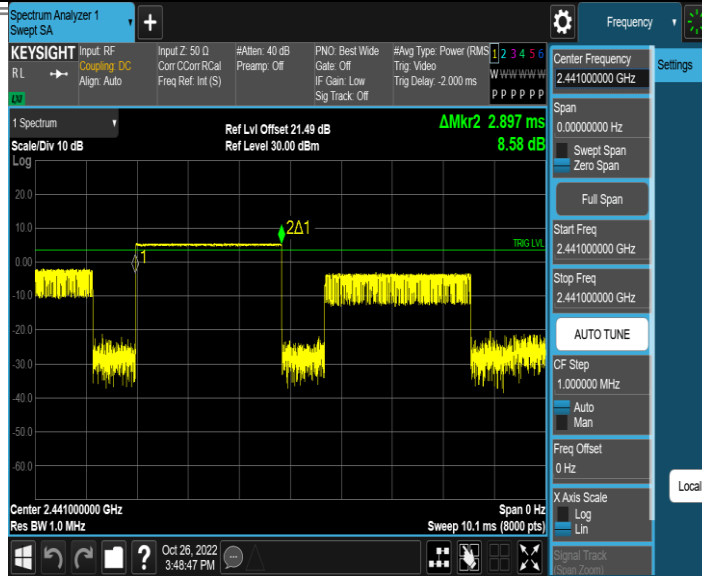 Spectrum Analyzer 1
Swept SA
+
Frequency
KEYSIGHT
RL
LXI
Input: RF
Coupling: DC
Align: Auto
Input Z: 50 Ω
Corr CCorr RCal
Freq Ref: Int (S)
#Atten: 40 dB
Preamp: Off
PNO: Best Wide
Gate: Off
IF Gain: Low
Sig Track: Off
#Avg Type: Power (RMS
Trig: Video
Trig Delay: -2.000 ms
1 2 3 4 5 6
W W W W W W
P P P P P P
1 Spectrum
Scale/Div 10 dB
Log
Ref Lvl Offset 21.49 dB
Ref Level 30.00 dBm
ΔMkr2 2.897 ms
8.58 dB
20.0
10.0
0.00
-10.0
-20.0
-30.0
-40.0
-50.0
-60.0
2Δ1
1
TRIG LVL
Center 2.441000000 GHz
Res BW 1.0 MHz
Span 0 Hz
Sweep 10.1 ms (8000 pts)
?
Oct 26, 2022
3:48:47 PM
Center Frequency
2.441000000 GHz
Span
0.00000000 Hz
Swept Span
Zero Span
Full Span
Start Freq
2.441000000 GHz
Stop Freq
2.441000000 GHz
AUTO TUNE
CF Step
1.000000 MHz
Auto
Man
Freq Offset
0 Hz
X Axis Scale
Log
Lin
Signal Track
(Span Zoom)
Settings
Local